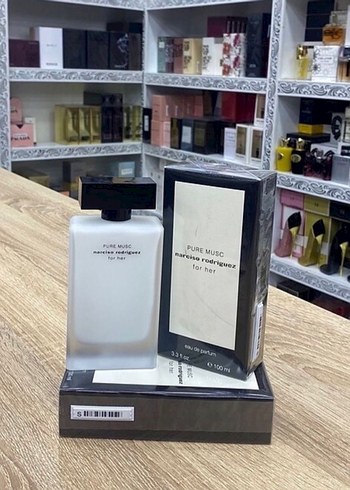 PURE MUSC
narciso rodriguez
for her
PURE MUSC
narciso rodriguez
for her
eau de parfum
3.3 fl.oz. ℮ 100 ml
S